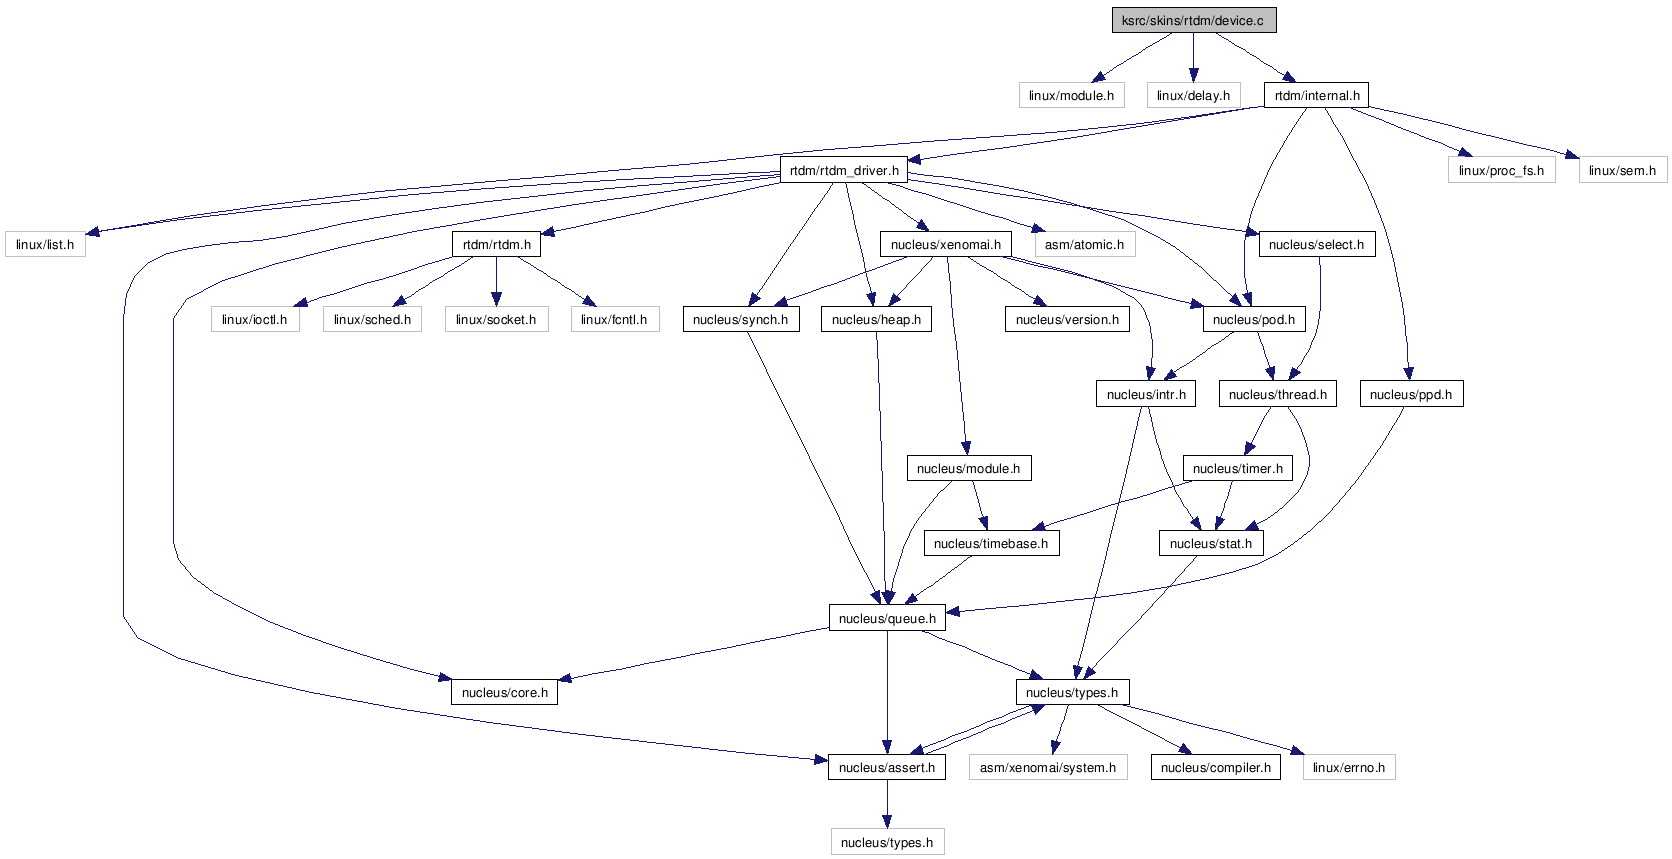 ksrc/skins/rtdm/device.c
linux/module.h
linux/delay.h
rtdm/internal.h
rtdm/rtdm_driver.h
linux/proc_fs.h
linux/sem.h
linux/list.h
rtdm/rtdm.h
nucleus/xenomai.h
asm/atomic.h
nucleus/select.h
linux/ioctl.h
linux/sched.h
linux/socket.h
linux/fcntl.h
nucleus/synch.h
nucleus/heap.h
nucleus/version.h
nucleus/pod.h
nucleus/intr.h
nucleus/thread.h
nucleus/ppd.h
nucleus/module.h
nucleus/timer.h
nucleus/timebase.h
nucleus/stat.h
nucleus/queue.h
nucleus/core.h
nucleus/types.h
nucleus/assert.h
asm/xenomai/system.h
nucleus/compiler.h
linux/errno.h
nucleus/types.h